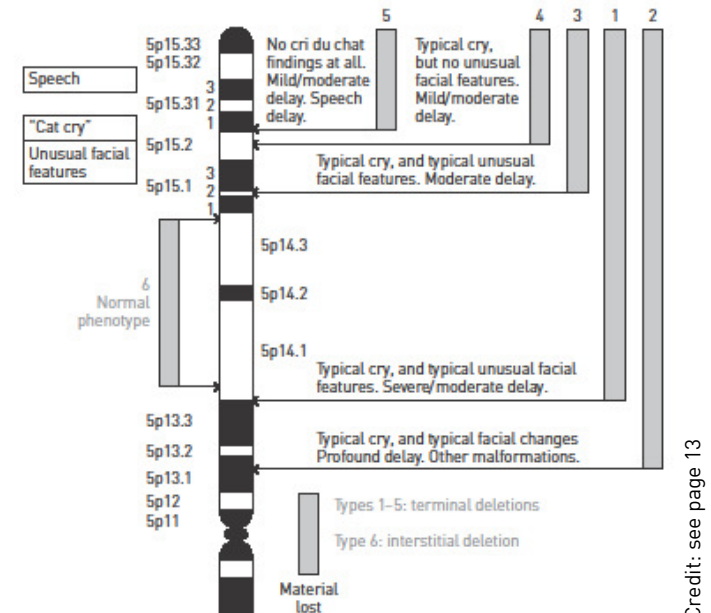 5
4
3
1
2
5p15.33
5p15.32
3
5p15.31 2
1
5p15.2
3
5p15.1 2
1
Speech
"Cat cry"
Unusual facial
features
No cri du chat
findings at all.
Mild/moderate
delay. Speech
delay.
Typical cry,
but no unusual
facial features.
Mild/moderate
delay.
Typical cry, and typical unusual
facial features. Moderate delay.
5p14.3
6
Normal
phenotype
5p14.2
5p14.1
Typical cry, and typical unusual facial
features. Severe/moderate delay.
5p13.3
5p13.2
5p13.1
5p12
5p11
Typical cry, and typical facial changes
Profound delay. Other malformations.
Types 1–5: terminal deletions
Type 6: interstitial deletion
Material
lost
Credit: see page 13